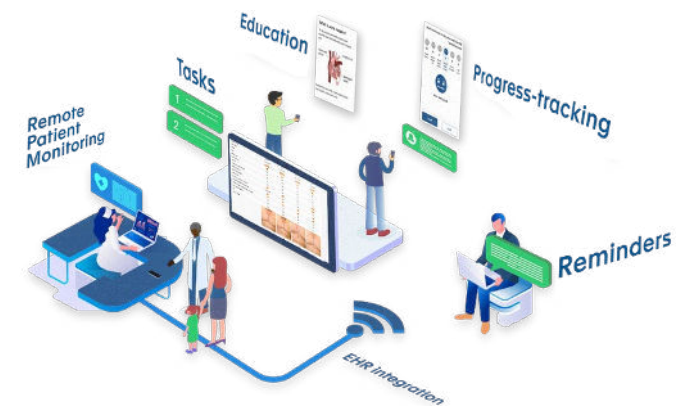 Education
Tasks
1
2
Progress-tracking
Remote
Patient
Monitoring
Reminders
EHR integration